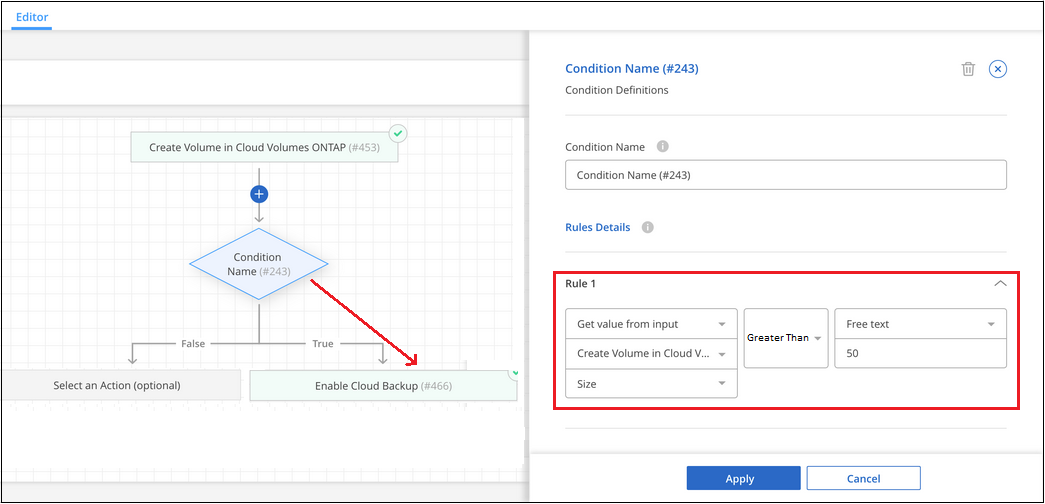 Editor
Create Volume in Cloud Volumes ONTAP (#453)
Condition
Name (#243)
False
True
Select an Action (optional)
Enable Cloud Backup (#466)
Condition Name (#243)
Condition Definitions
Condition Name
Condition Name (#243)
Rules Details
Rule 1
Get value from input
Create Volume in Cloud V...
Size
Greater Than
Free text
50
Apply
Cancel